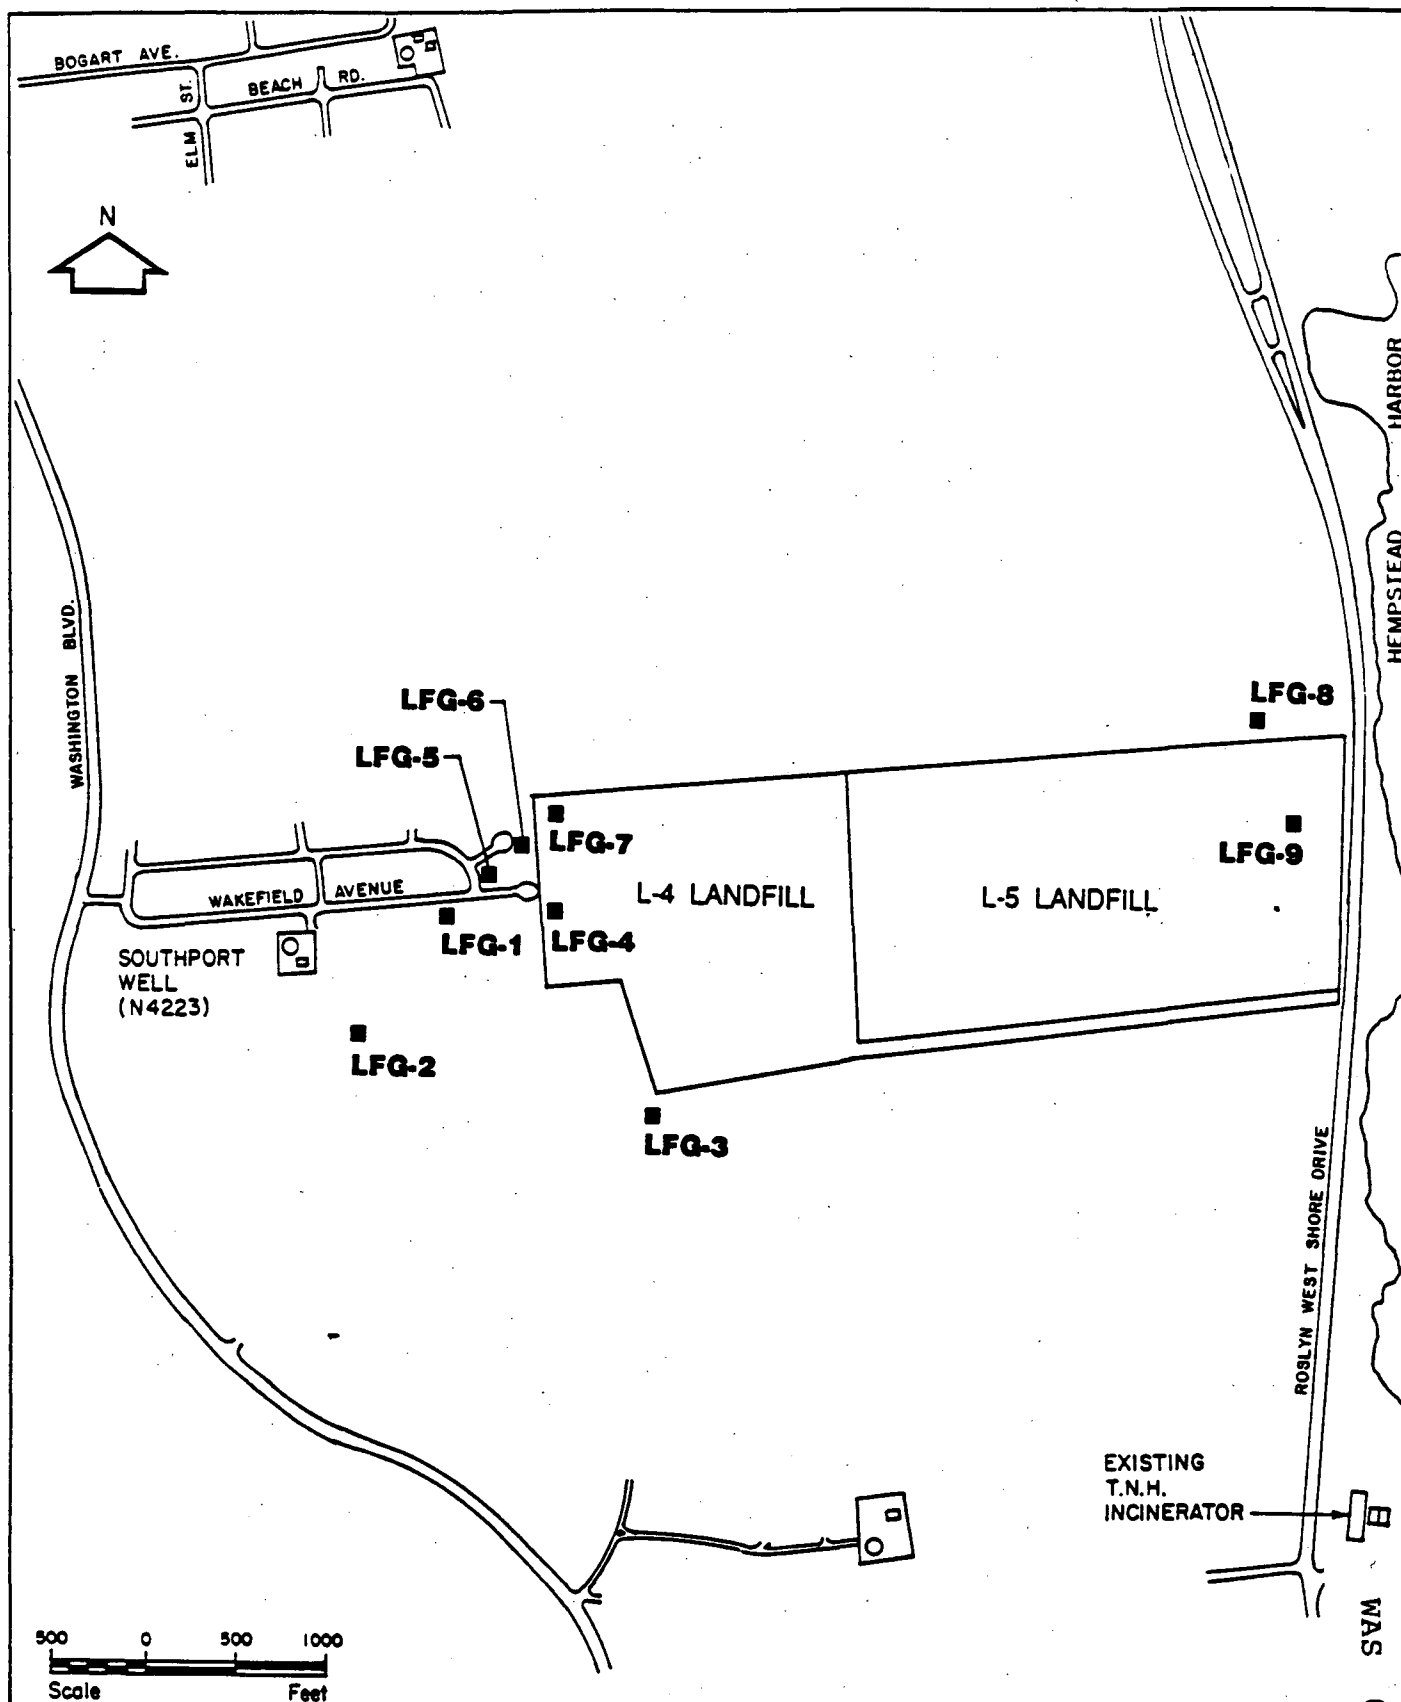 BOGART AVE.
BEACH RD.
ELM ST.
N
HEMPSTEAD HARBOR
WASHINGTON BLVD.
LFG-6
LFG-8
LFG-5
LFG-7
LFG-9
WAKEFIELD AVENUE
L-4 LANDFILL
L-5 LANDFILL
LFG-1
LFG-4
SOUTHPORT
WELL
(N4223)
LFG-2
LFG-3
ROSLYN WEST SHORE DRIVE
EXISTING
T.N.H.
INCINERATOR
WAS
500 0 500 1000
Scale Feet